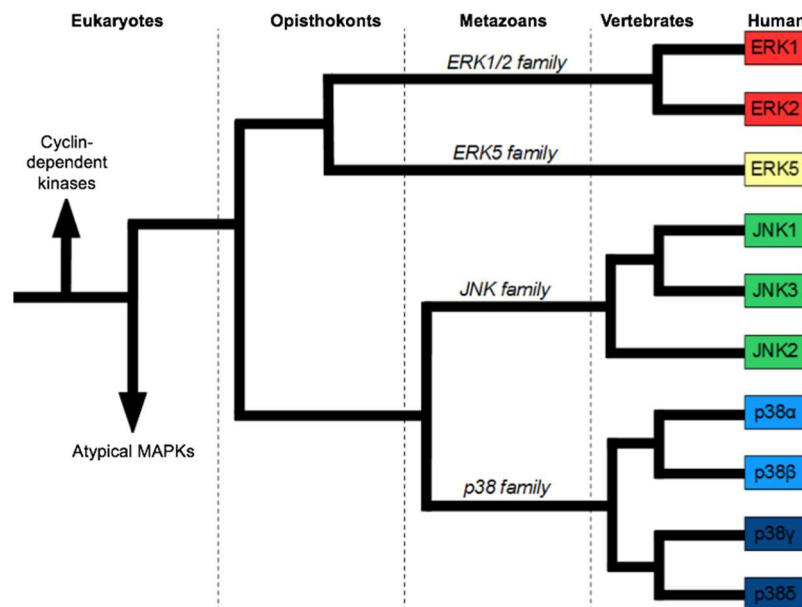 Eukaryotes
Opisthokonts
Metazoans
Vertebrates
Human
ERK1/2 family
ERK1
ERK2
Cyclin-
dependent
kinases
ERK5 family
ERK5
JNK1
JNK family
JNK3
JNK2
Atypical MAPKs
p38α
p38β
p38 family
p38γ
p38δ